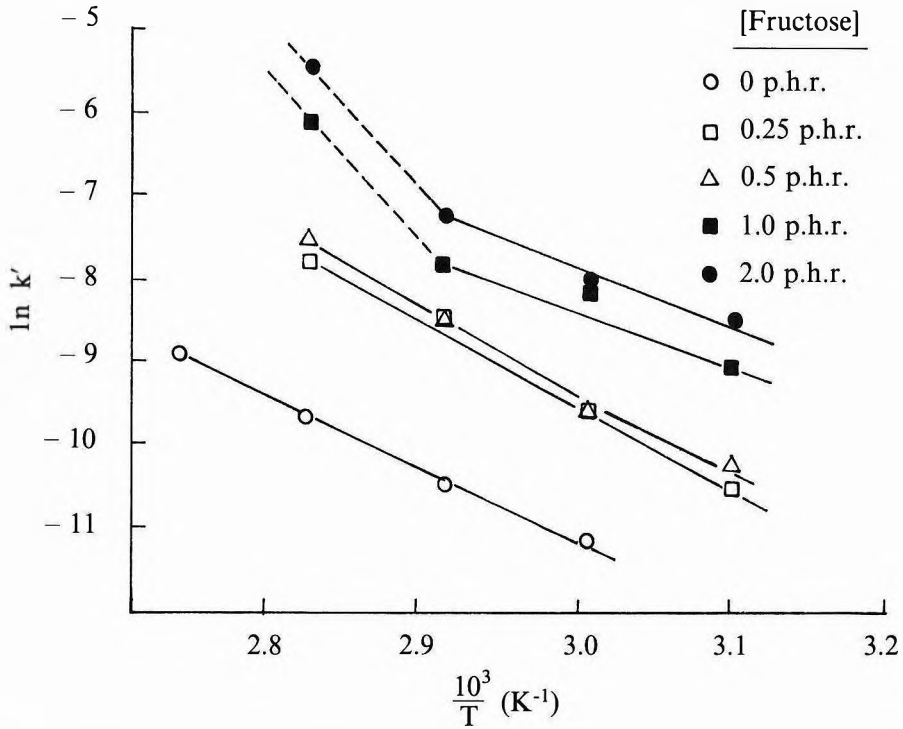 [Fructose]
0 p.h.r.
0.25 p.h.r.
0.5 p.h.r.
1.0 p.h.r.
2.0 p.h.r.
ln k'
– 5
– 6
– 7
– 8
– 9
– 10
– 11
2.8 2.9 3.0 3.1 3.2
10³
T (K⁻¹)